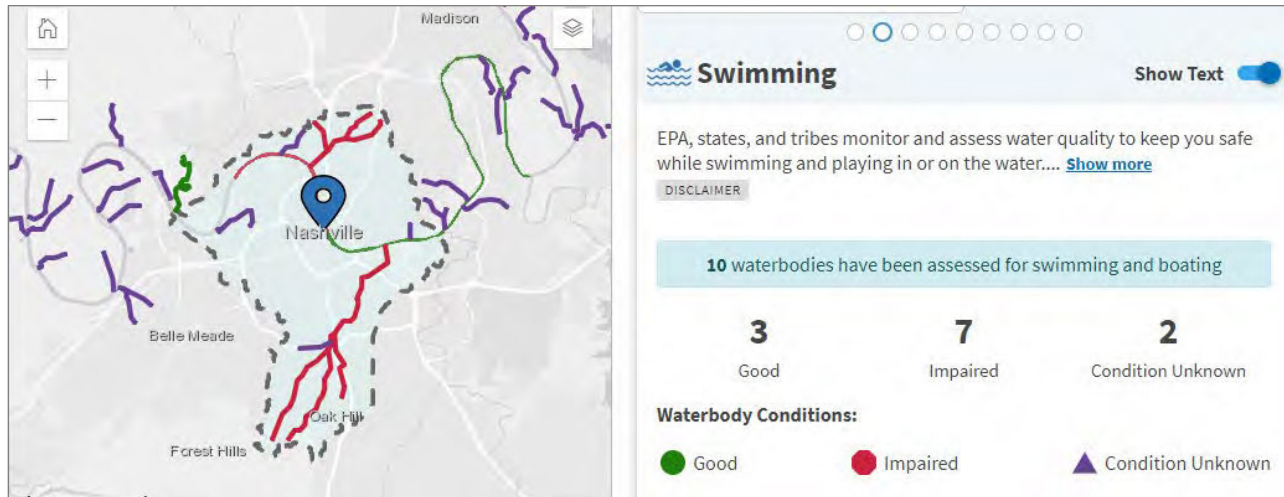 Madison
Nashville
Belle Meade
Oak Hill
Forest Hills
Swimming
Show Text
EPA, states, and tribes monitor and assess water quality to keep you safe
while swimming and playing in or on the water.... Show more
DISCLAIMER
10 waterbodies have been assessed for swimming and boating
3
7
2
Good
Impaired
Condition Unknown
Waterbody Conditions:
Good
Impaired
Condition Unknown